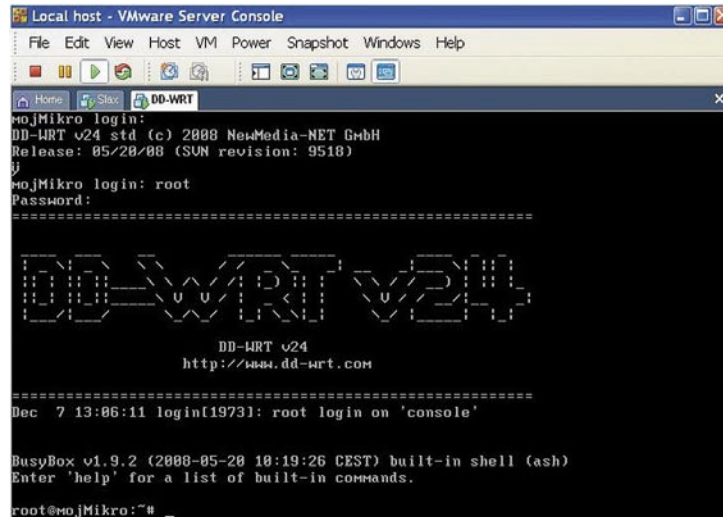 Local host - VMware Server Console
File Edit View Host VM Power Snapshot Windows Help
Home Slax DD-WRT
mojMikro login:
DD-WRT v24 std (c) 2008 NewMedia-NET GmbH
Release: 05/20/08 (SVN revision: 9518)
ÿ
mojMikro login: root
Password:
==========================================================
DD-WRT v24
DD-WRT v24
http://www.dd-wrt.com
==========================================================
Dec 7 13:06:11 login[1973]: root login on 'console'
BusyBox v1.9.2 (2008-05-20 10:19:26 CEST) built-in shell (ash)
Enter 'help' for a list of built-in commands.
root@mojMikro:~# _